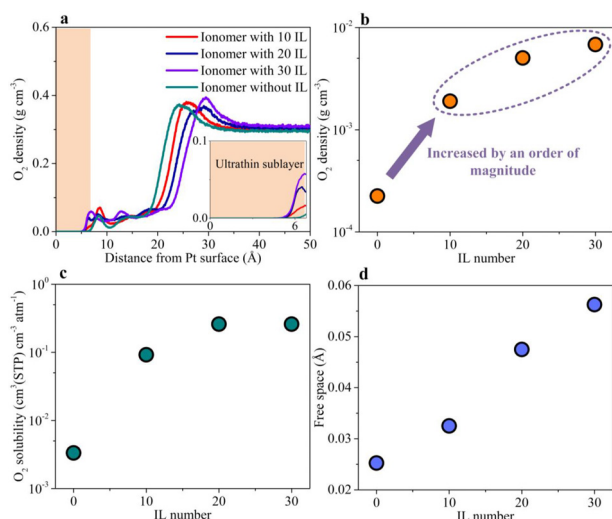 a
Ionomer with 10 IL
Ionomer with 20 IL
Ionomer with 30 IL
Ionomer without IL
0.6
0.4
0.2
0.0
O₂ density (g cm⁻³)
0.1
Ultrathin sublayer
0.0
6
0 5 10 15 20 25 30 40 50
Distance from Pt surface (Å)
b
10⁻²
10⁻³
10⁻⁴
O₂ density (g cm⁻³)
Increased by an order of
magnitude
0 10 20 30
IL number
c
10⁰
10⁻¹
10⁻²
10⁻³
O₂ solubility (cm³(STP) cm⁻³ atm⁻¹)
0 10 20 30
IL number
d
0.06
0.05
0.04
0.03
0.02
Free space (Å)
0 10 20 30
IL number